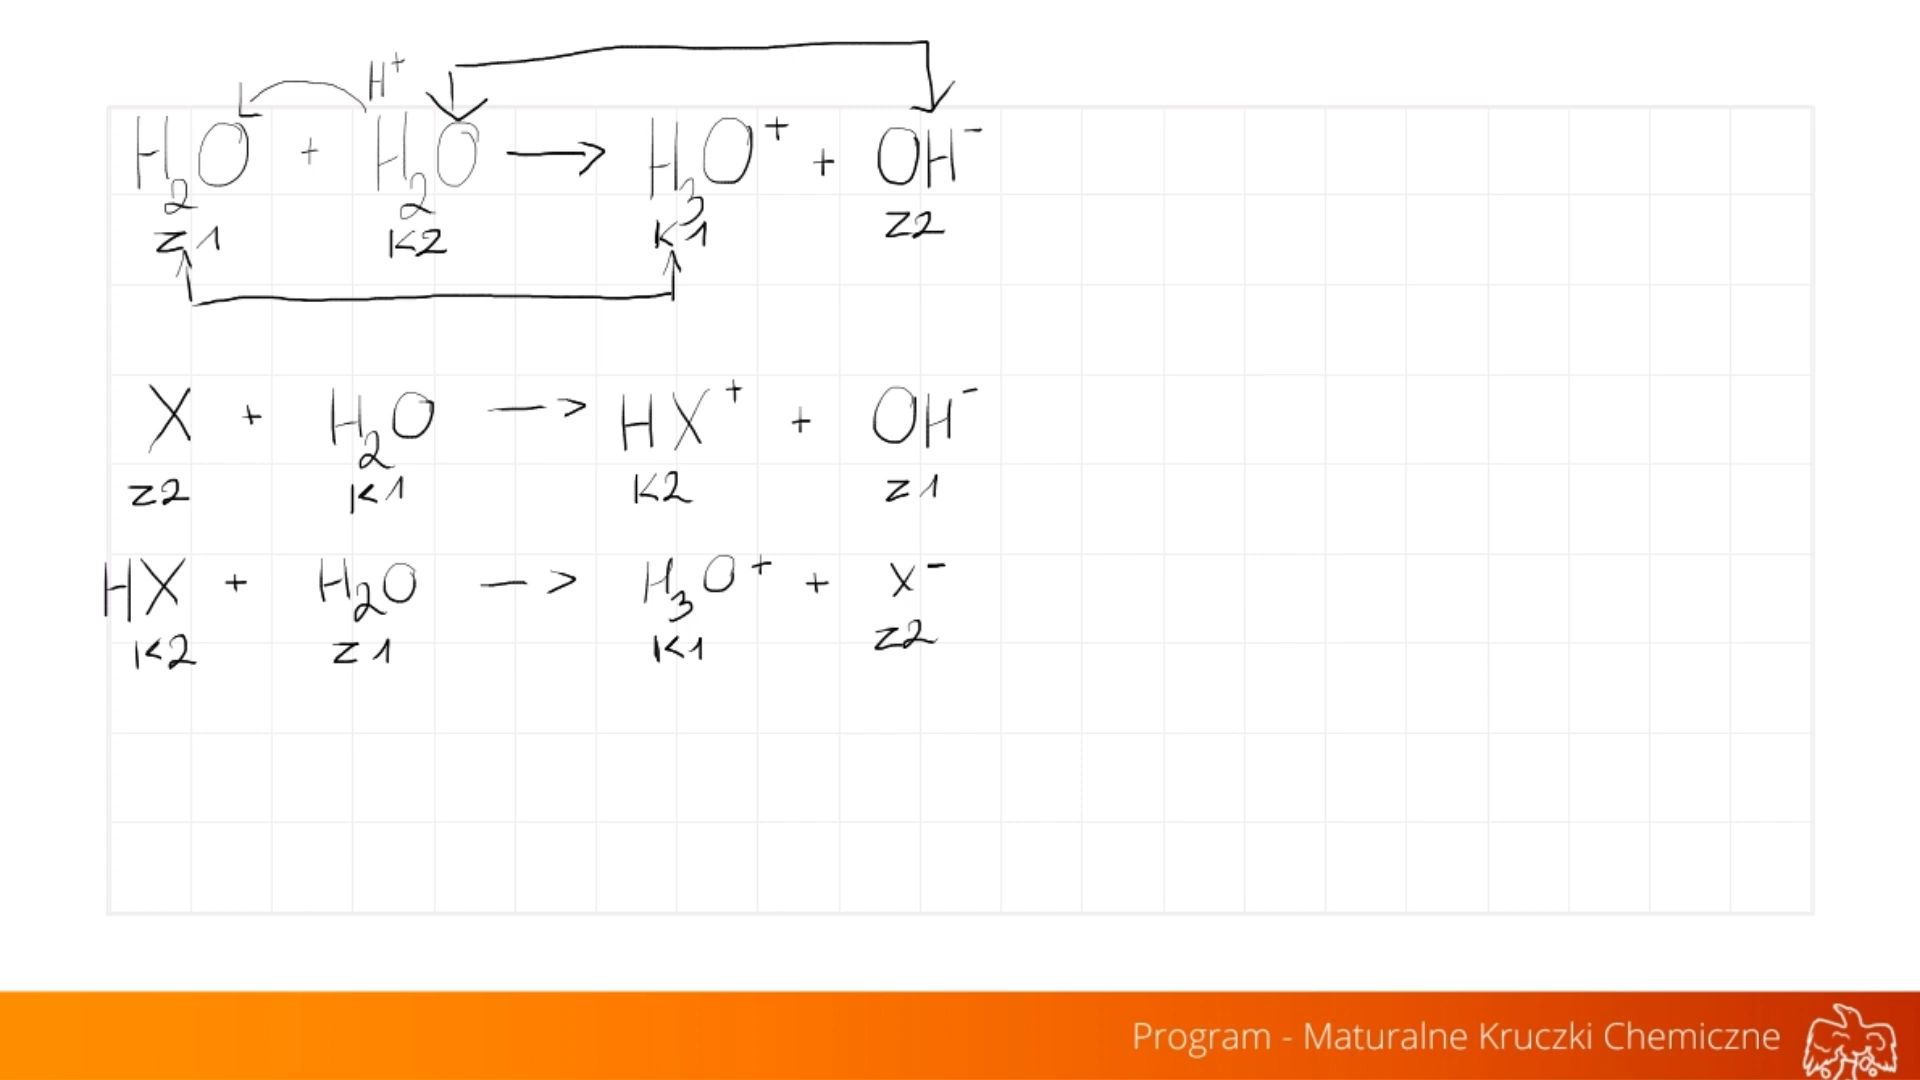 H⁺
H₂O + H₂O → H₃O⁺ + OH⁻
Z1 K2 K1 Z2
X + H₂O → HX⁺ + OH⁻
Z2 K1 K2 Z1
HX + H₂O → H₃O⁺ + X⁻
K2 Z1 K1 Z2
Program - Maturalne Kruczki Chemiczne